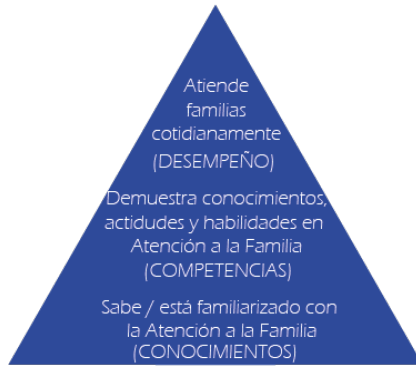 Atiende
familias
cotidianamente
(DESEMPEÑO)
Demuestra conocimientos,
actidudes y habilidades en
Atención a la Familia
(COMPETENCIAS)
Sabe / está familiarizado con
la Atención a la Familia
(CONOCIMIENTOS)